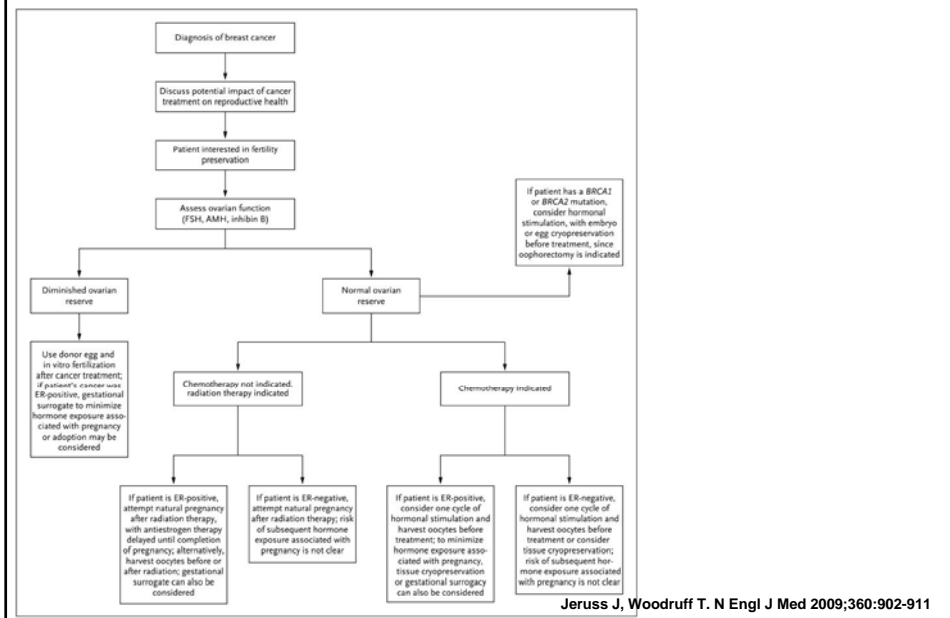 Diagnosis of breast cancer
Discuss potential impact of cancer
treatment on reproductive health
Patient interested in fertility
preservation
Assess ovarian function
(FSH, AMH, inhibin B)
If patient has a BRCA1
or BRCA2 mutation,
consider hormonal
stimulation, with embryo
or egg cryopreservation
before treatment, since
oophorectomy is indicated
Diminished ovarian
reserve
Normal ovarian
reserve
Use donor egg and
in vitro fertilization
after cancer treatment;
if patient's cancer was
ER-positive, gestational
surrogate to minimize
hormone exposure asso-
ciated with pregnancy
or adoption may be
considered
Chemotherapy not indicated,
radiation therapy indicated
Chemotherapy indicated
If patient is ER-positive,
attempt natural pregnancy
after radiation therapy,
with antiestrogen therapy
delayed until completion
of pregnancy; alternatively,
harvest oocytes before or
after radiation; gestational
surrogate can also be
considered
If patient is ER-negative,
attempt natural pregnancy
after radiation therapy; risk
of subsequent hormone
exposure associated with
pregnancy is not clear
If patient is ER-positive,
consider one cycle of
hormonal stimulation and
harvest oocytes before
treatment; to minimize
hormone exposure asso-
ciated with pregnancy,
tissue cryopreservation
or gestational surrogacy
can also be considered
If patient is ER-negative,
consider one cycle of
hormonal stimulation and
harvest oocytes before
treatment or consider
tissue cryopreservation;
risk of subsequent hor-
mone exposure associated
with pregnancy is not clear
Jeruss J, Woodruff T. N Engl J Med 2009;360:902-911